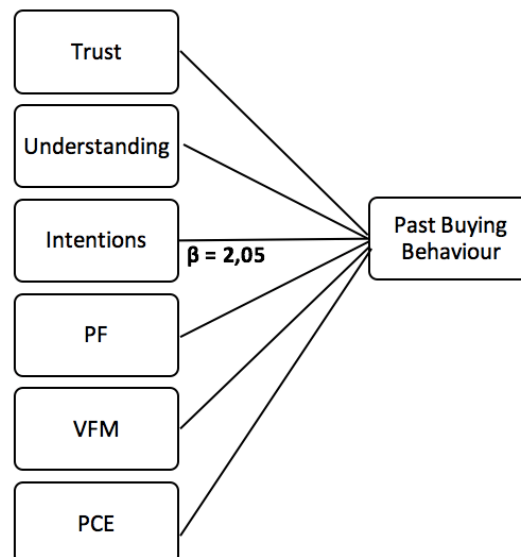 Trust
Understanding
Intentions
β = 2,05
PF
VFM
PCE
Past Buying
Behaviour